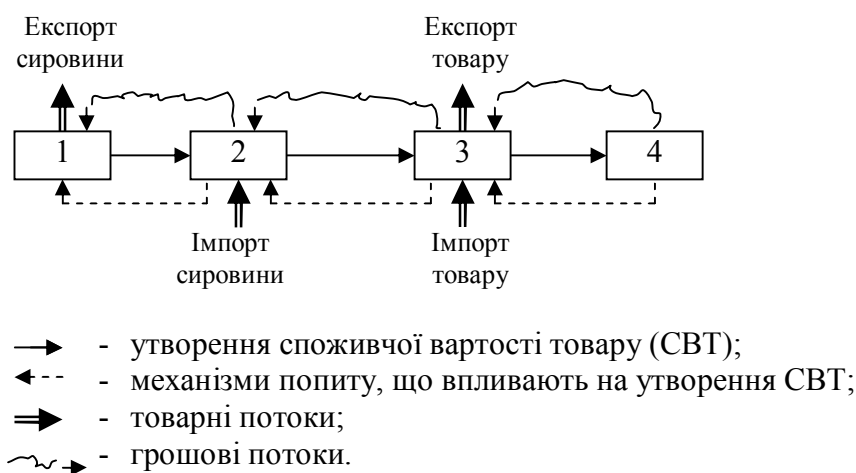 Експорт
сировини
Експорт
товару
1
2
3
4
Імпорт
сировини
Імпорт
товару
- утворення споживчої вартості товару (СВТ);
- механізми попиту, що впливають на утворення СВТ;
- товарні потоки;
- грошові потоки.